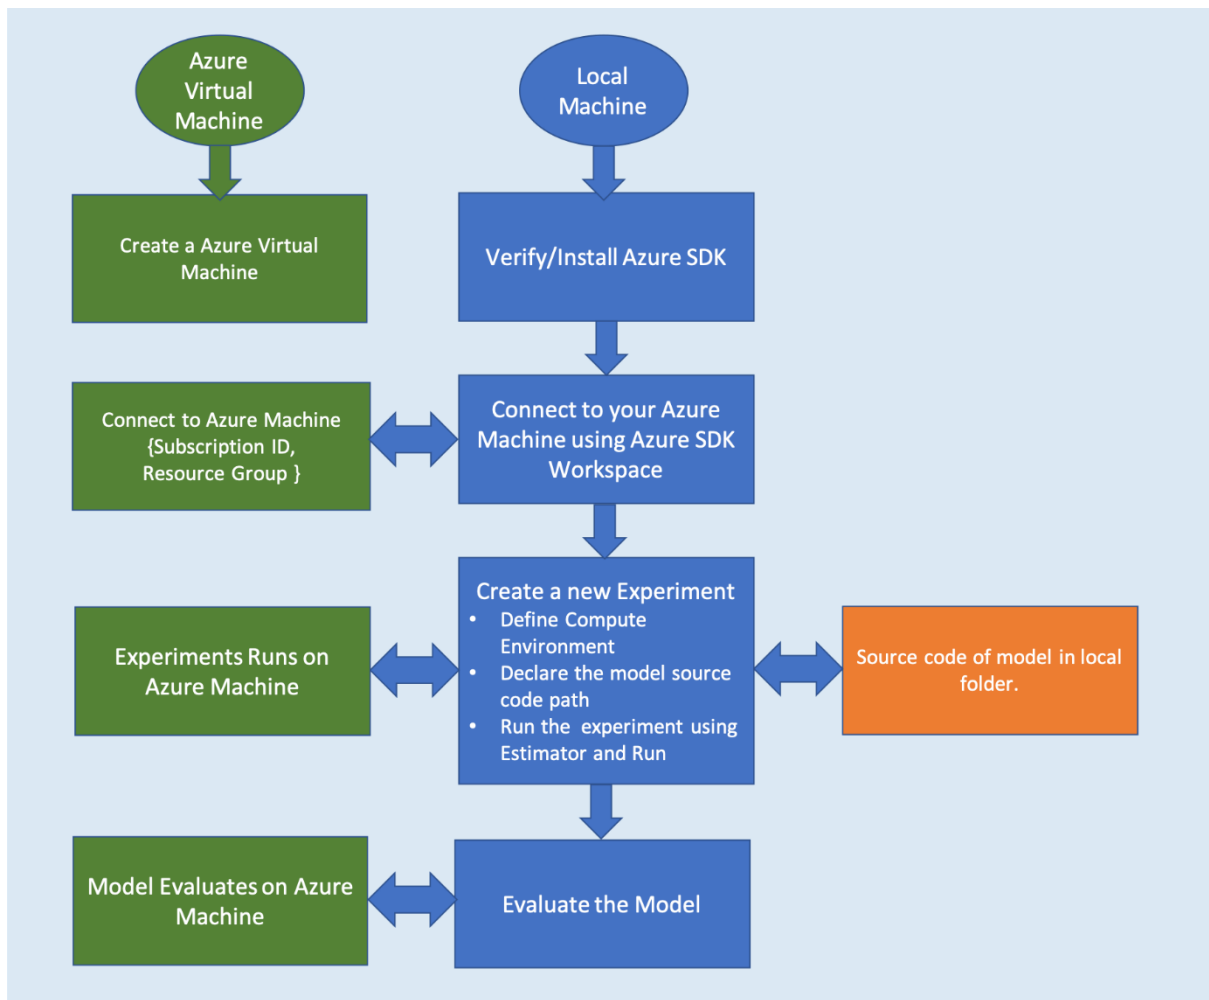 Azure
Virtual
Machine
Local
Machine
Create a Azure Virtual
Machine
Verify/Install Azure SDK
Connect to Azure Machine
{Subscription ID,
Resource Group }
Connect to your Azure
Machine using Azure SDK
Workspace
Experiments Runs on
Azure Machine
Create a new Experiment
• Define Compute
Environment
• Declare the model source
code path
• Run the experiment using
Estimator and Run
Source code of model in local
folder.
Model Evaluates on Azure
Machine
Evaluate the Model